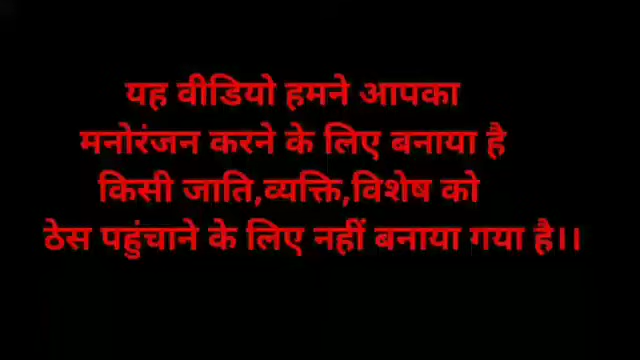 यह वीडियो हमने आपका
मनोरंजन करने के लिए बनाया है
किसी जाति,व्यक्ति,विशेष को
ठेस पहुंचाने के लिए नहीं बनाया गया है।।